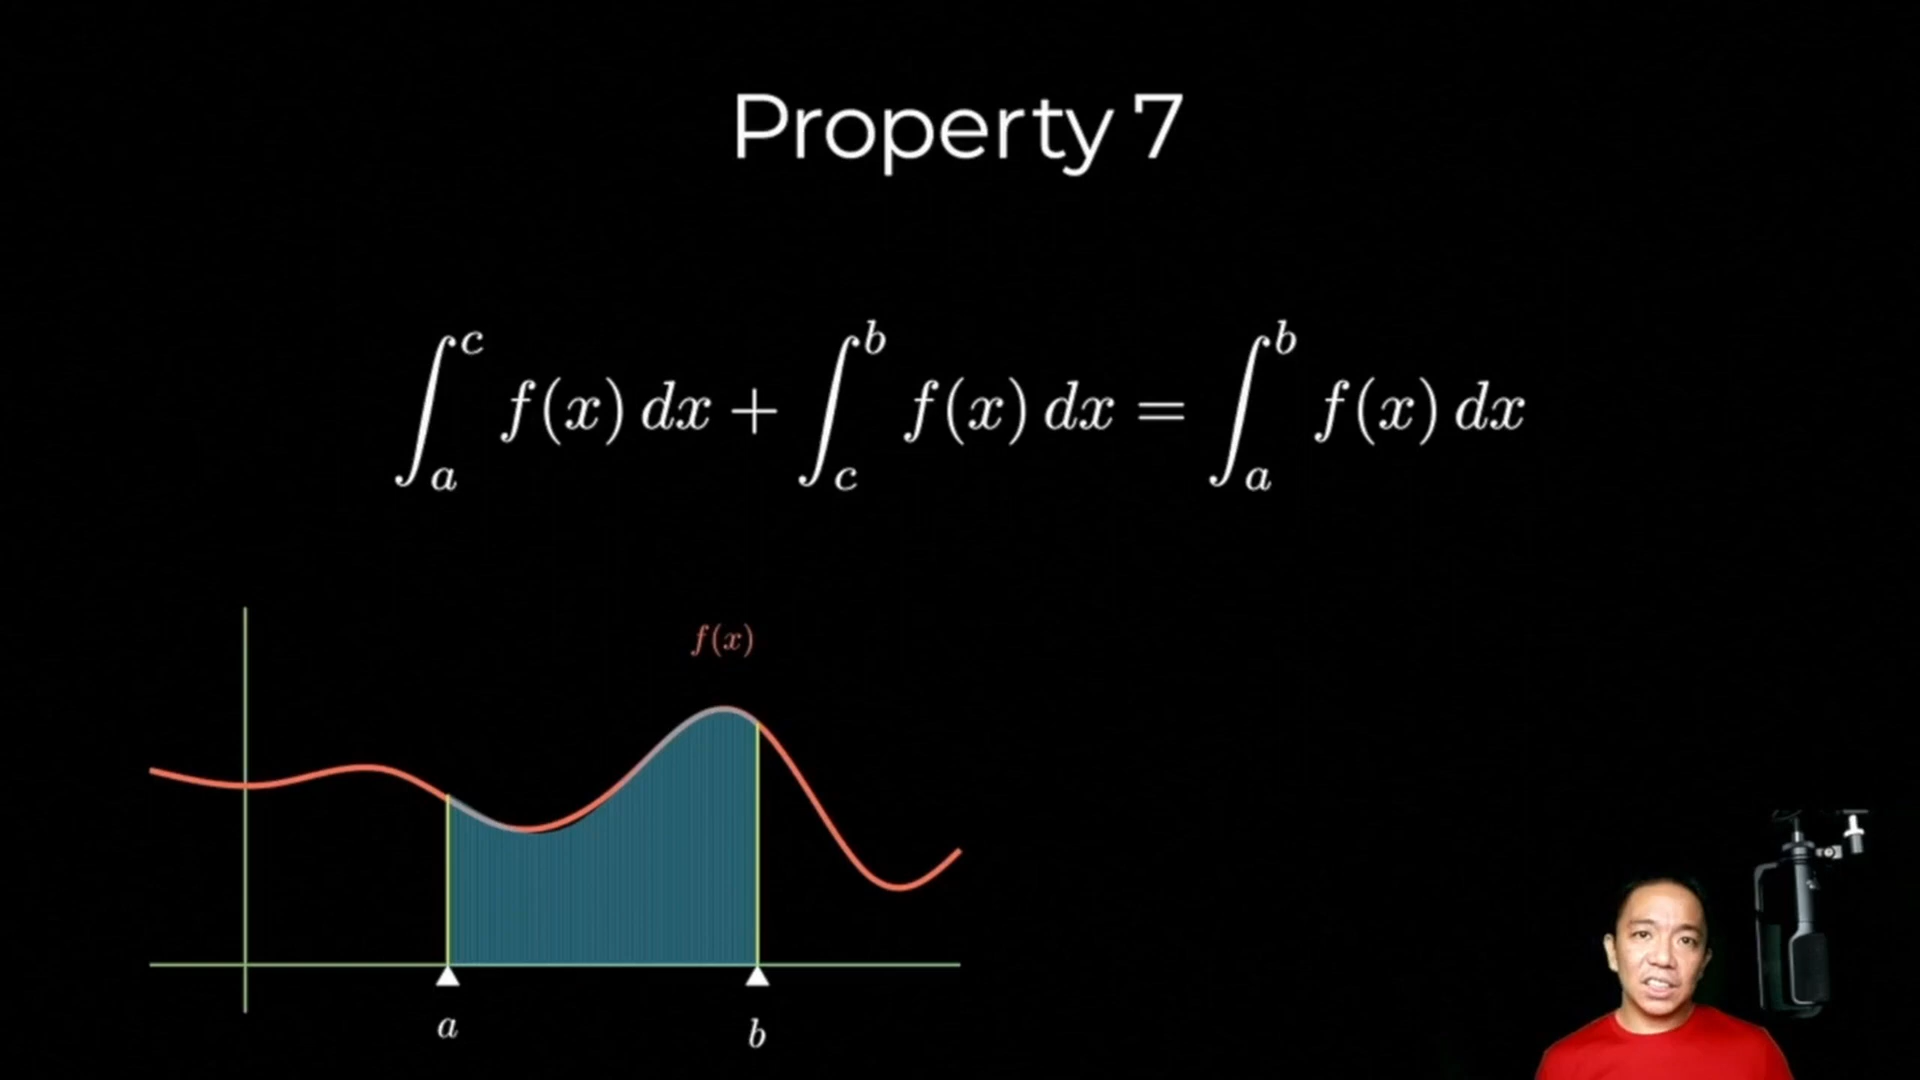 Property 7
∫_a^c f(x) dx + ∫_c^b f(x) dx = ∫_a^b f(x) dx
f(x)
a
b